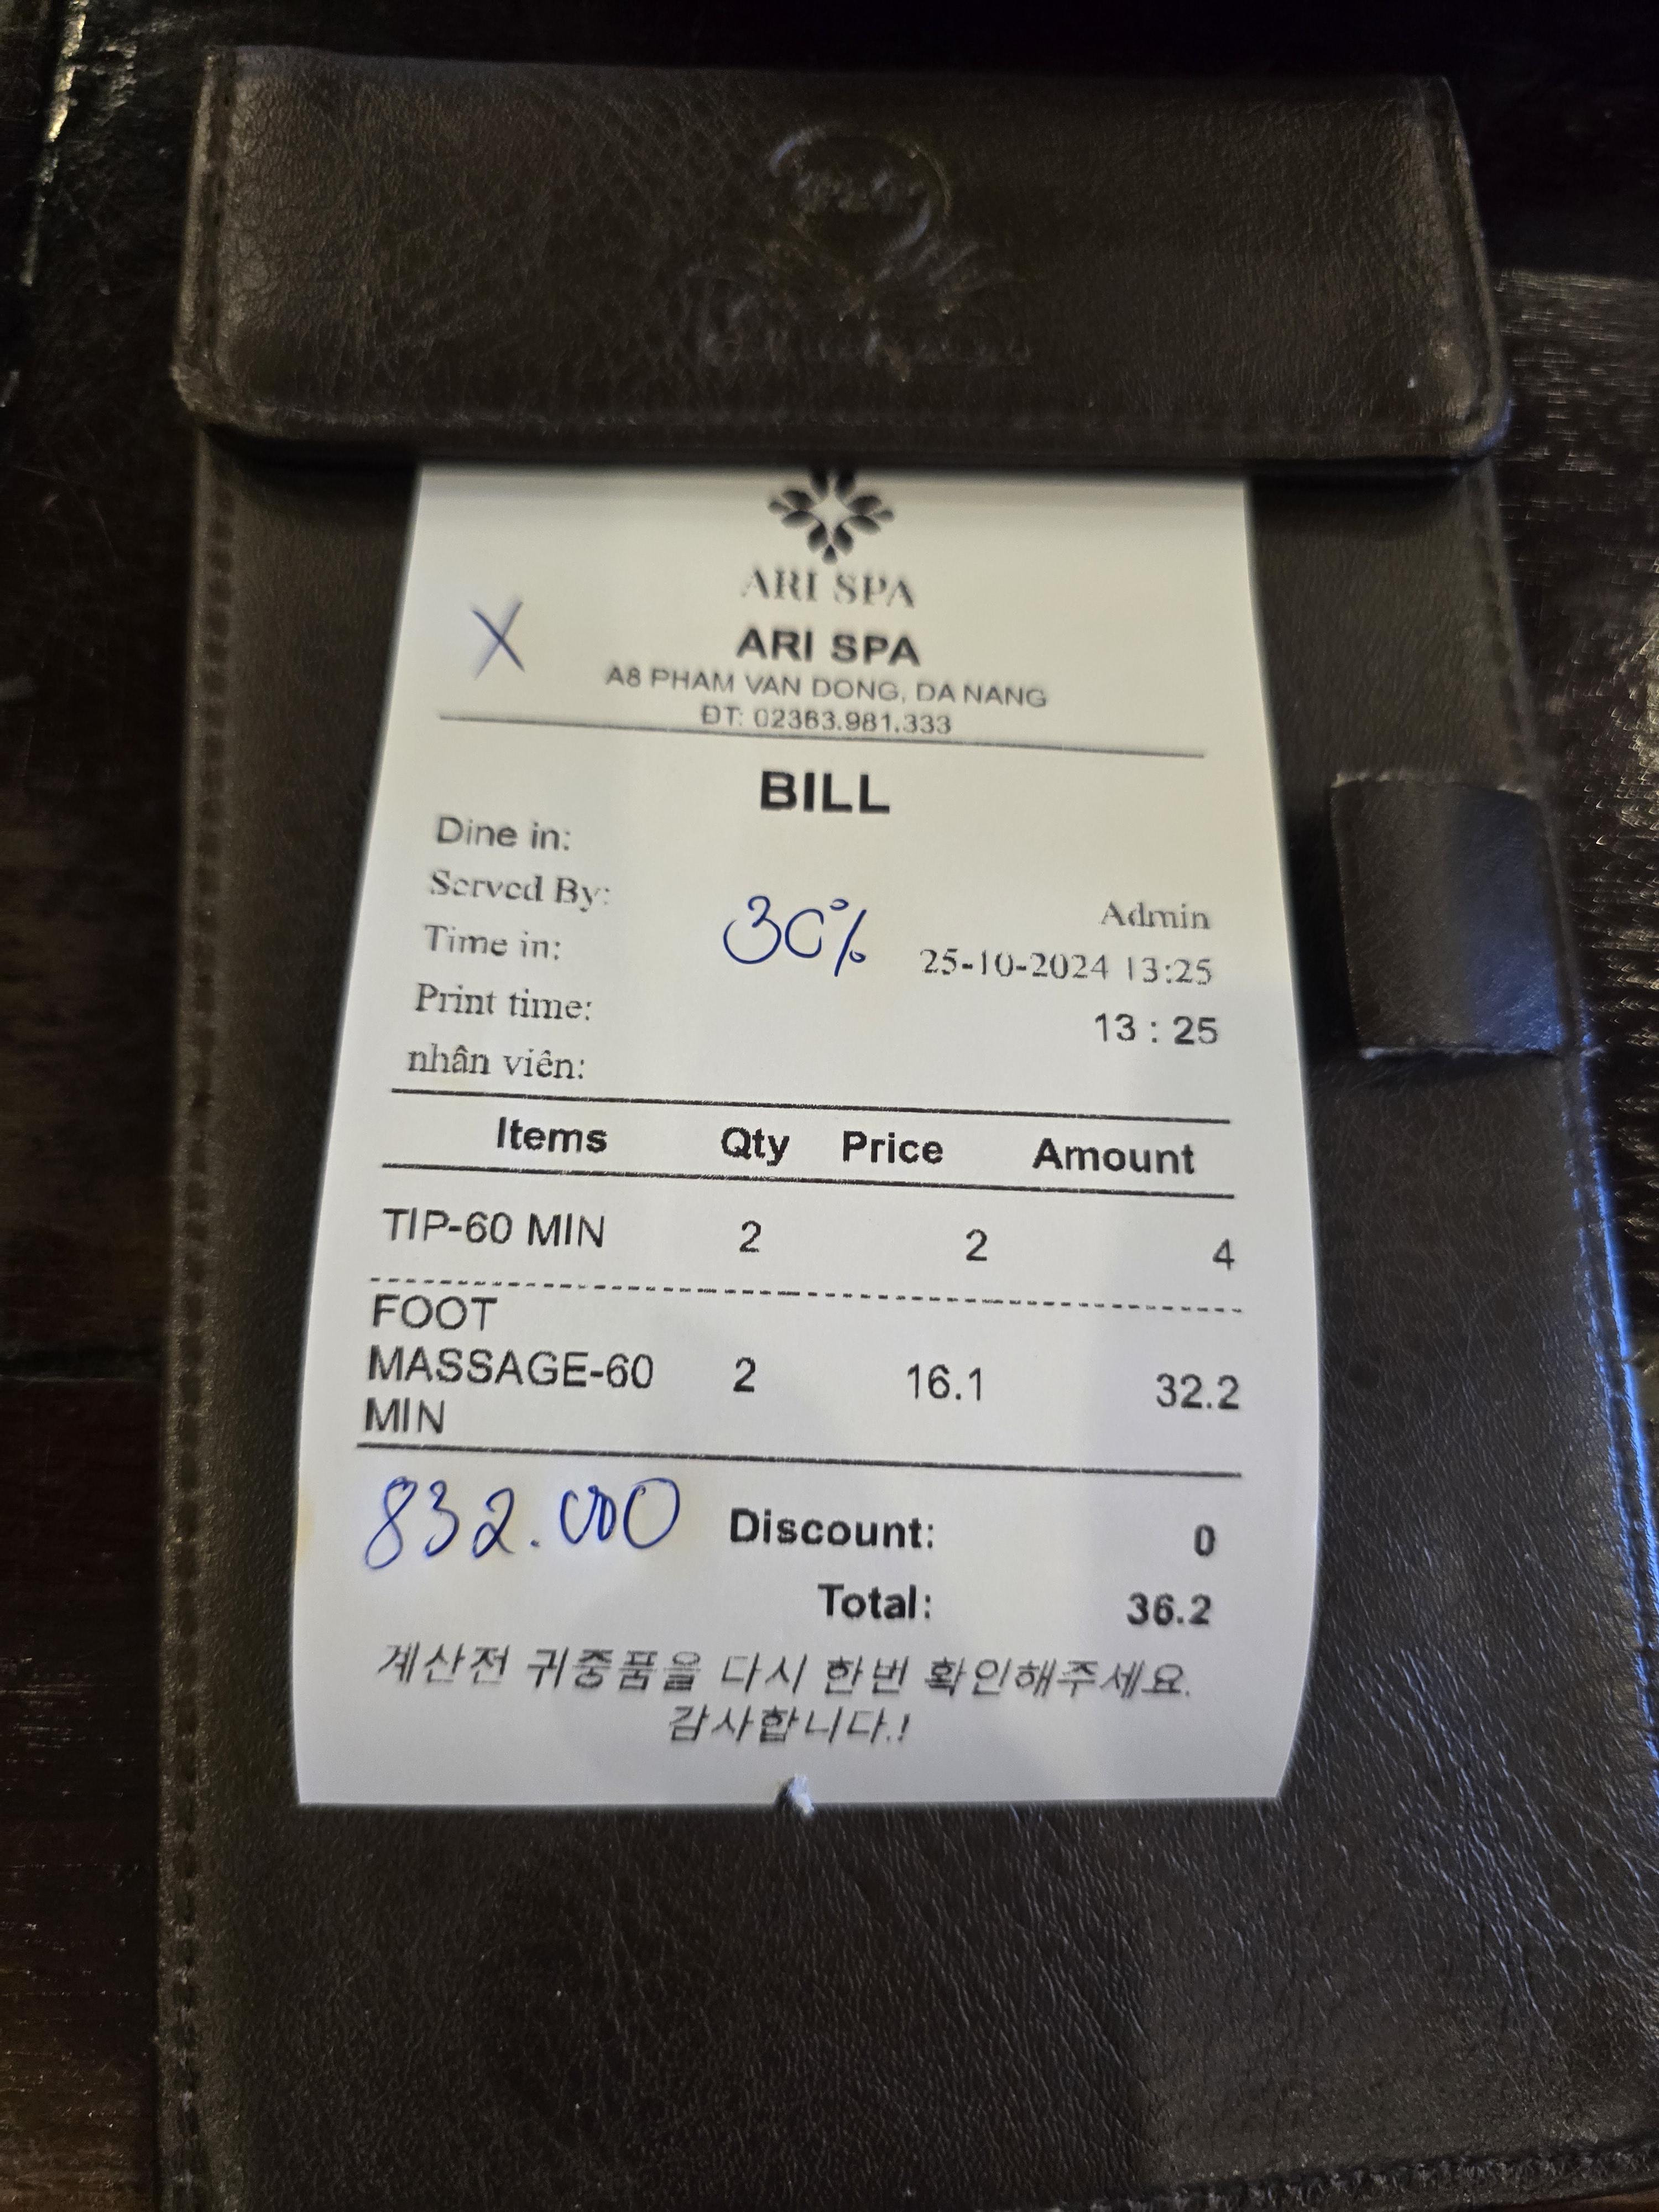 ARI SPA
X
ARI SPA
A8 PHAM VAN DONG, DA NANG
ĐT: 02363.981.333
BILL
Dine in:
Served By: Admin
30%
Time in: 25-10-2024 13:25
Print time: 13 : 25
nhân viên:
Items Qty Price Amount
TIP-60 MIN 2 2 4
FOOT
MASSAGE-60 2 16.1 32.2
MIN
832.000
Discount: 0
Total: 36.2
계산전 귀중품을 다시 한번 확인해주세요.
감사합니다.!